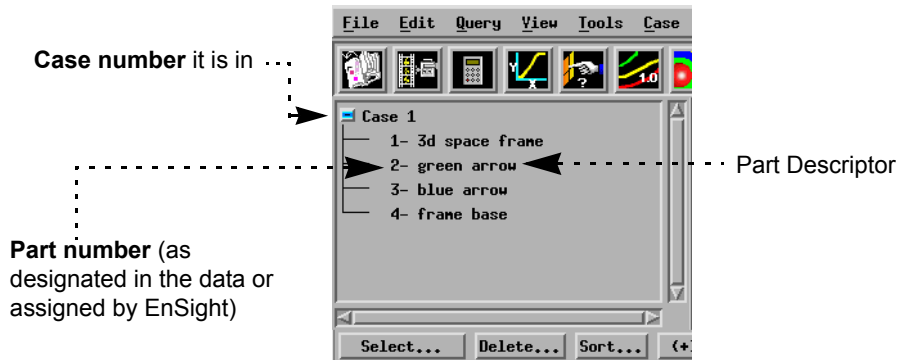 File Edit Query View Tools Case
Case number it is in
Y
X
?
1.0
Case 1
1- 3d space frame
2- green arrow
3- blue arrow
4- frame base
Part Descriptor
Part number (as
designated in the data or
assigned by EnSight)
Select... Delete... Sort... (+)